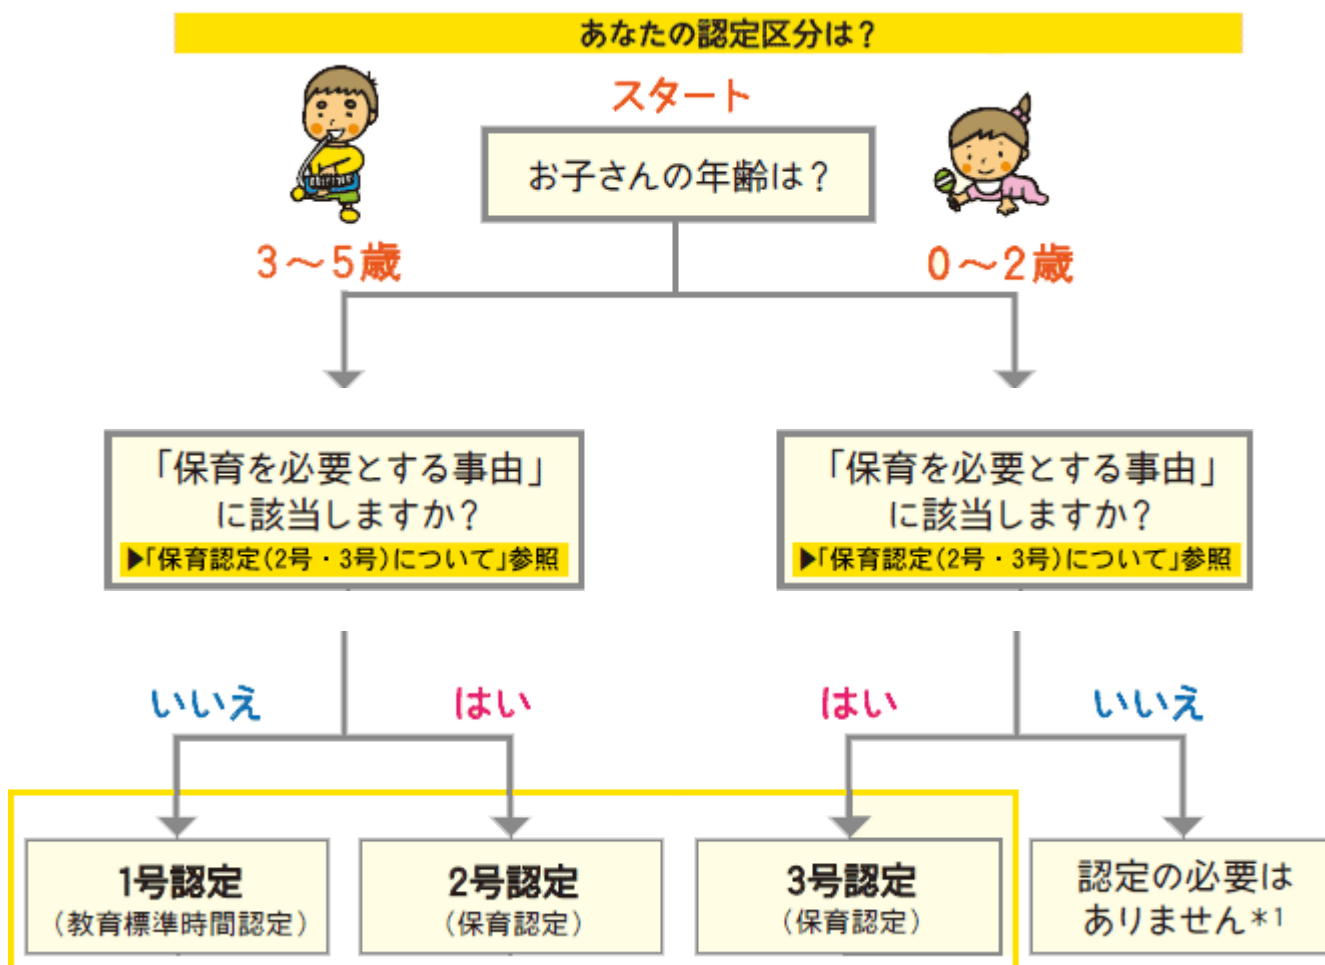 あなたの認定区分は？
スタート
お子さんの年齢は？
3～5歳
0～2歳
「保育を必要とする事由」
に該当しますか？
▶「保育認定(2号・3号)について」参照
「保育を必要とする事由」
に該当しますか？
▶「保育認定(2号・3号)について」参照
いいえ
はい
はい
いいえ
1号認定
（教育標準時間認定）
2号認定
（保育認定）
3号認定
（保育認定）
認定の必要は
ありません*1